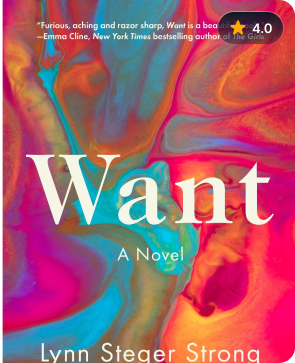 "Furious, aching and razor sharp, Want is a beau
—Emma Cline, New York Times bestselling author of The Girls
4.0
Want
A Novel
Lynn Steger Strong